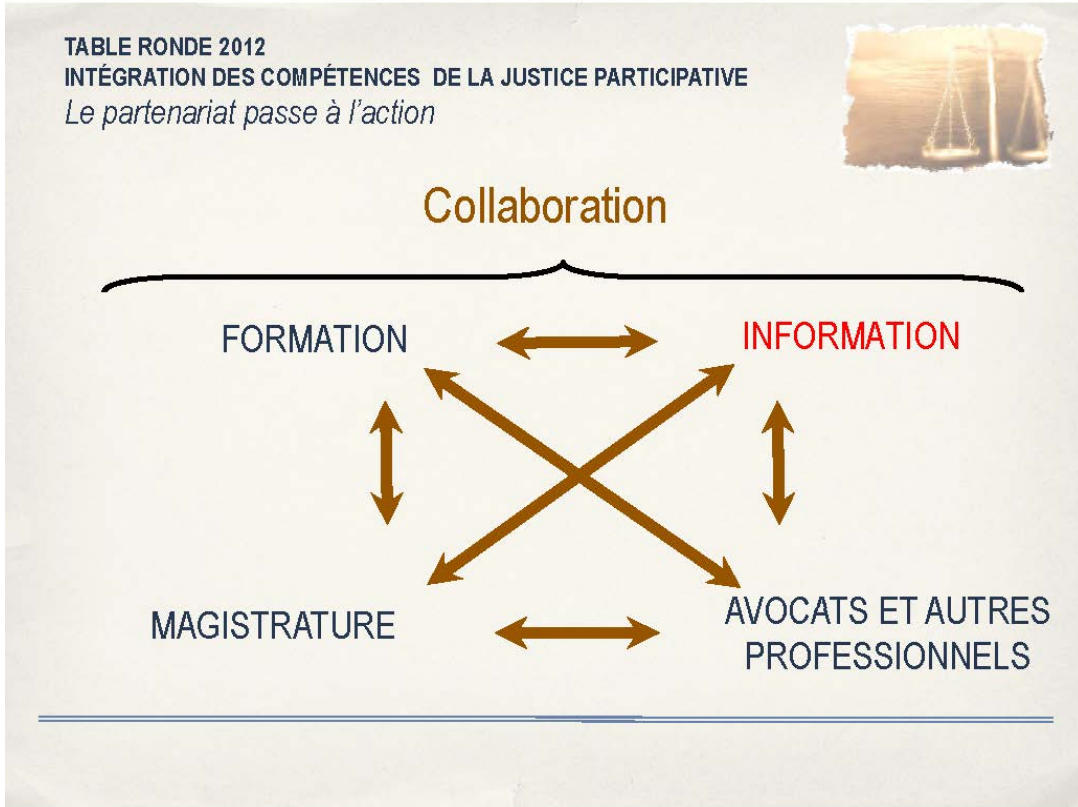 TABLE RONDE 2012
INTÉGRATION DES COMPÉTENCES DE LA JUSTICE PARTICIPATIVE
Le partenariat passe à l'action
Collaboration
FORMATION
INFORMATION
MAGISTRATURE
AVOCATS ET AUTRES
PROFESSIONNELS